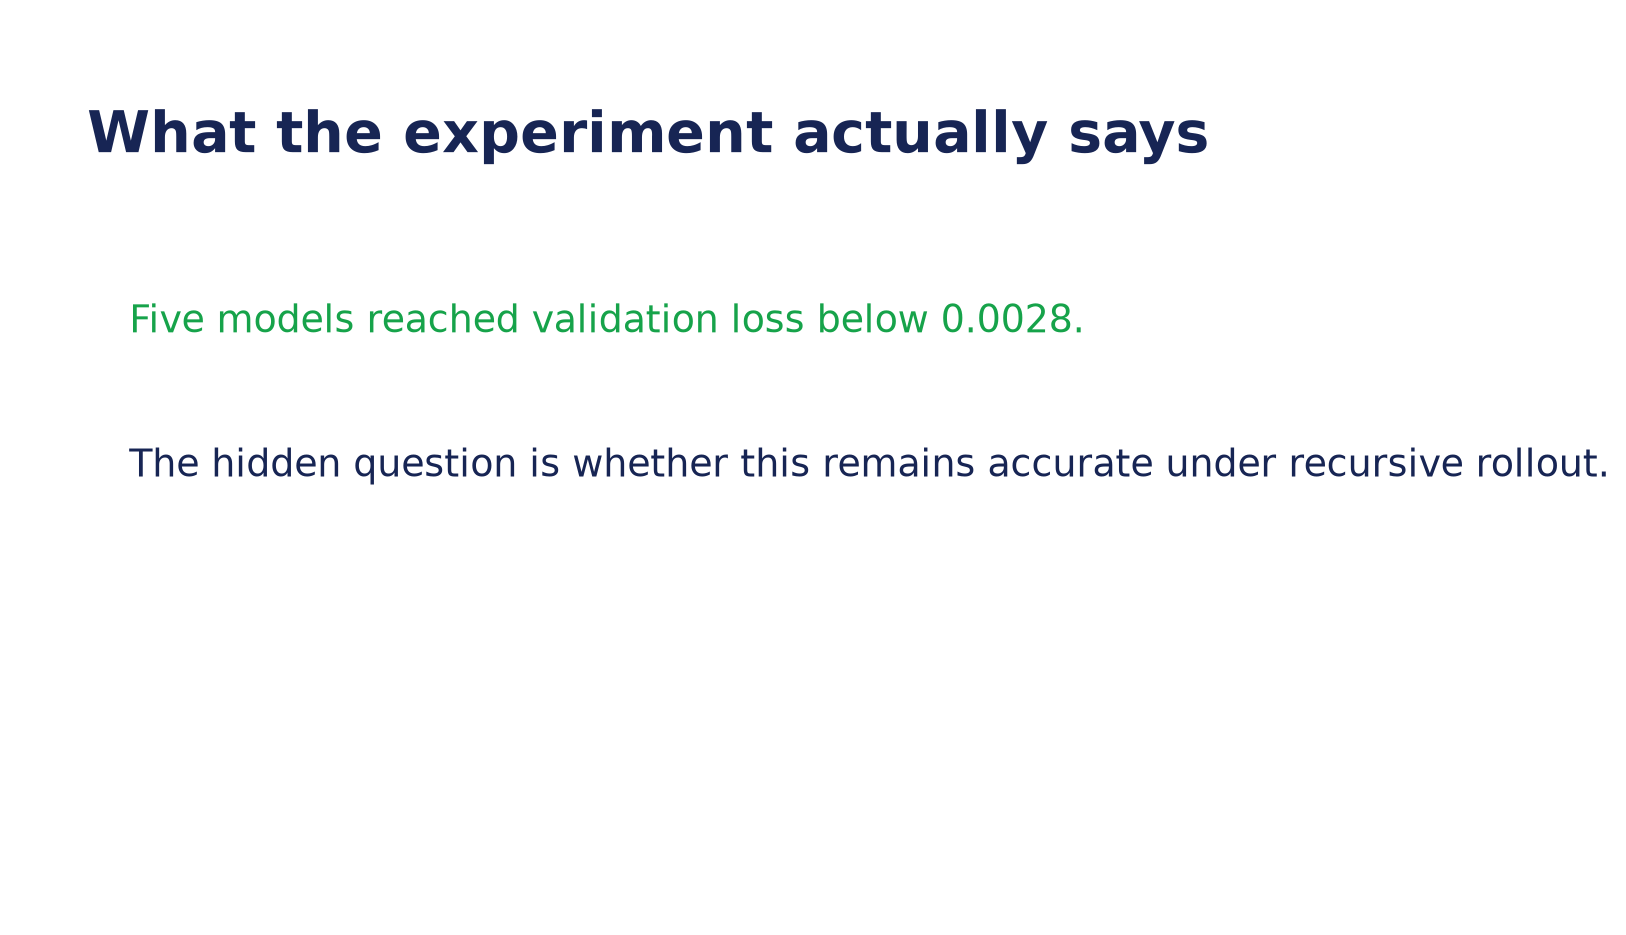 What the experiment actually says
Five models reached validation loss below 0.0028.
The hidden question is whether this remains accurate under recursive rollout.